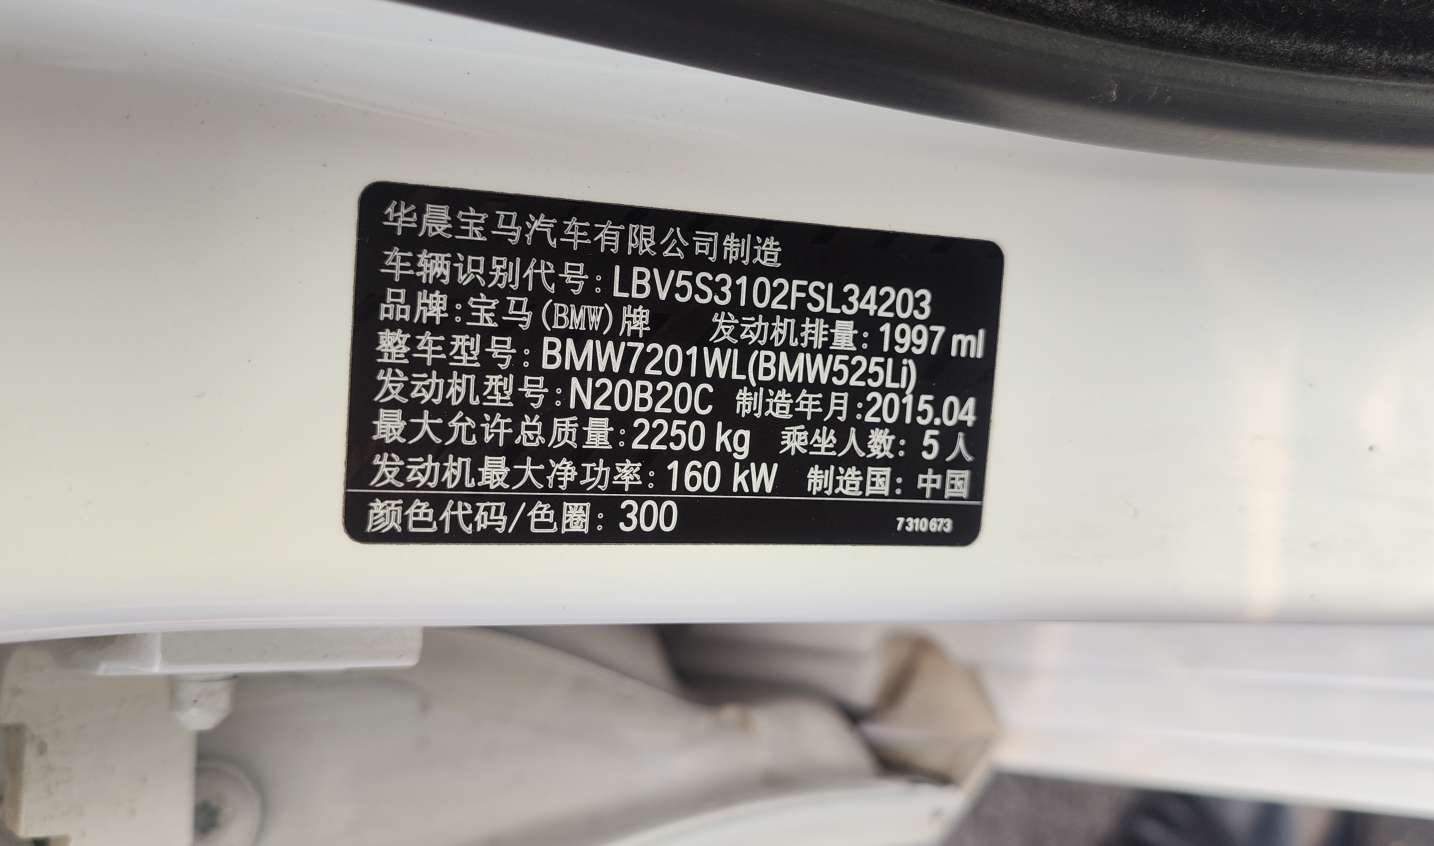 华晨宝马汽车有限公司制造
车辆识别代号: LBV5S3102FSL34203
品牌:宝马(BMW)牌 发动机排量: 1997 ml
整车型号: BMW7201WL(BMW525Li)
发动机型号: N20B20C 制造年月:2015.04
最大允许总质量: 2250 kg 乘坐人数: 5人
发动机最大净功率: 160 kW 制造国: 中国
颜色代码/色圈: 300 7310673